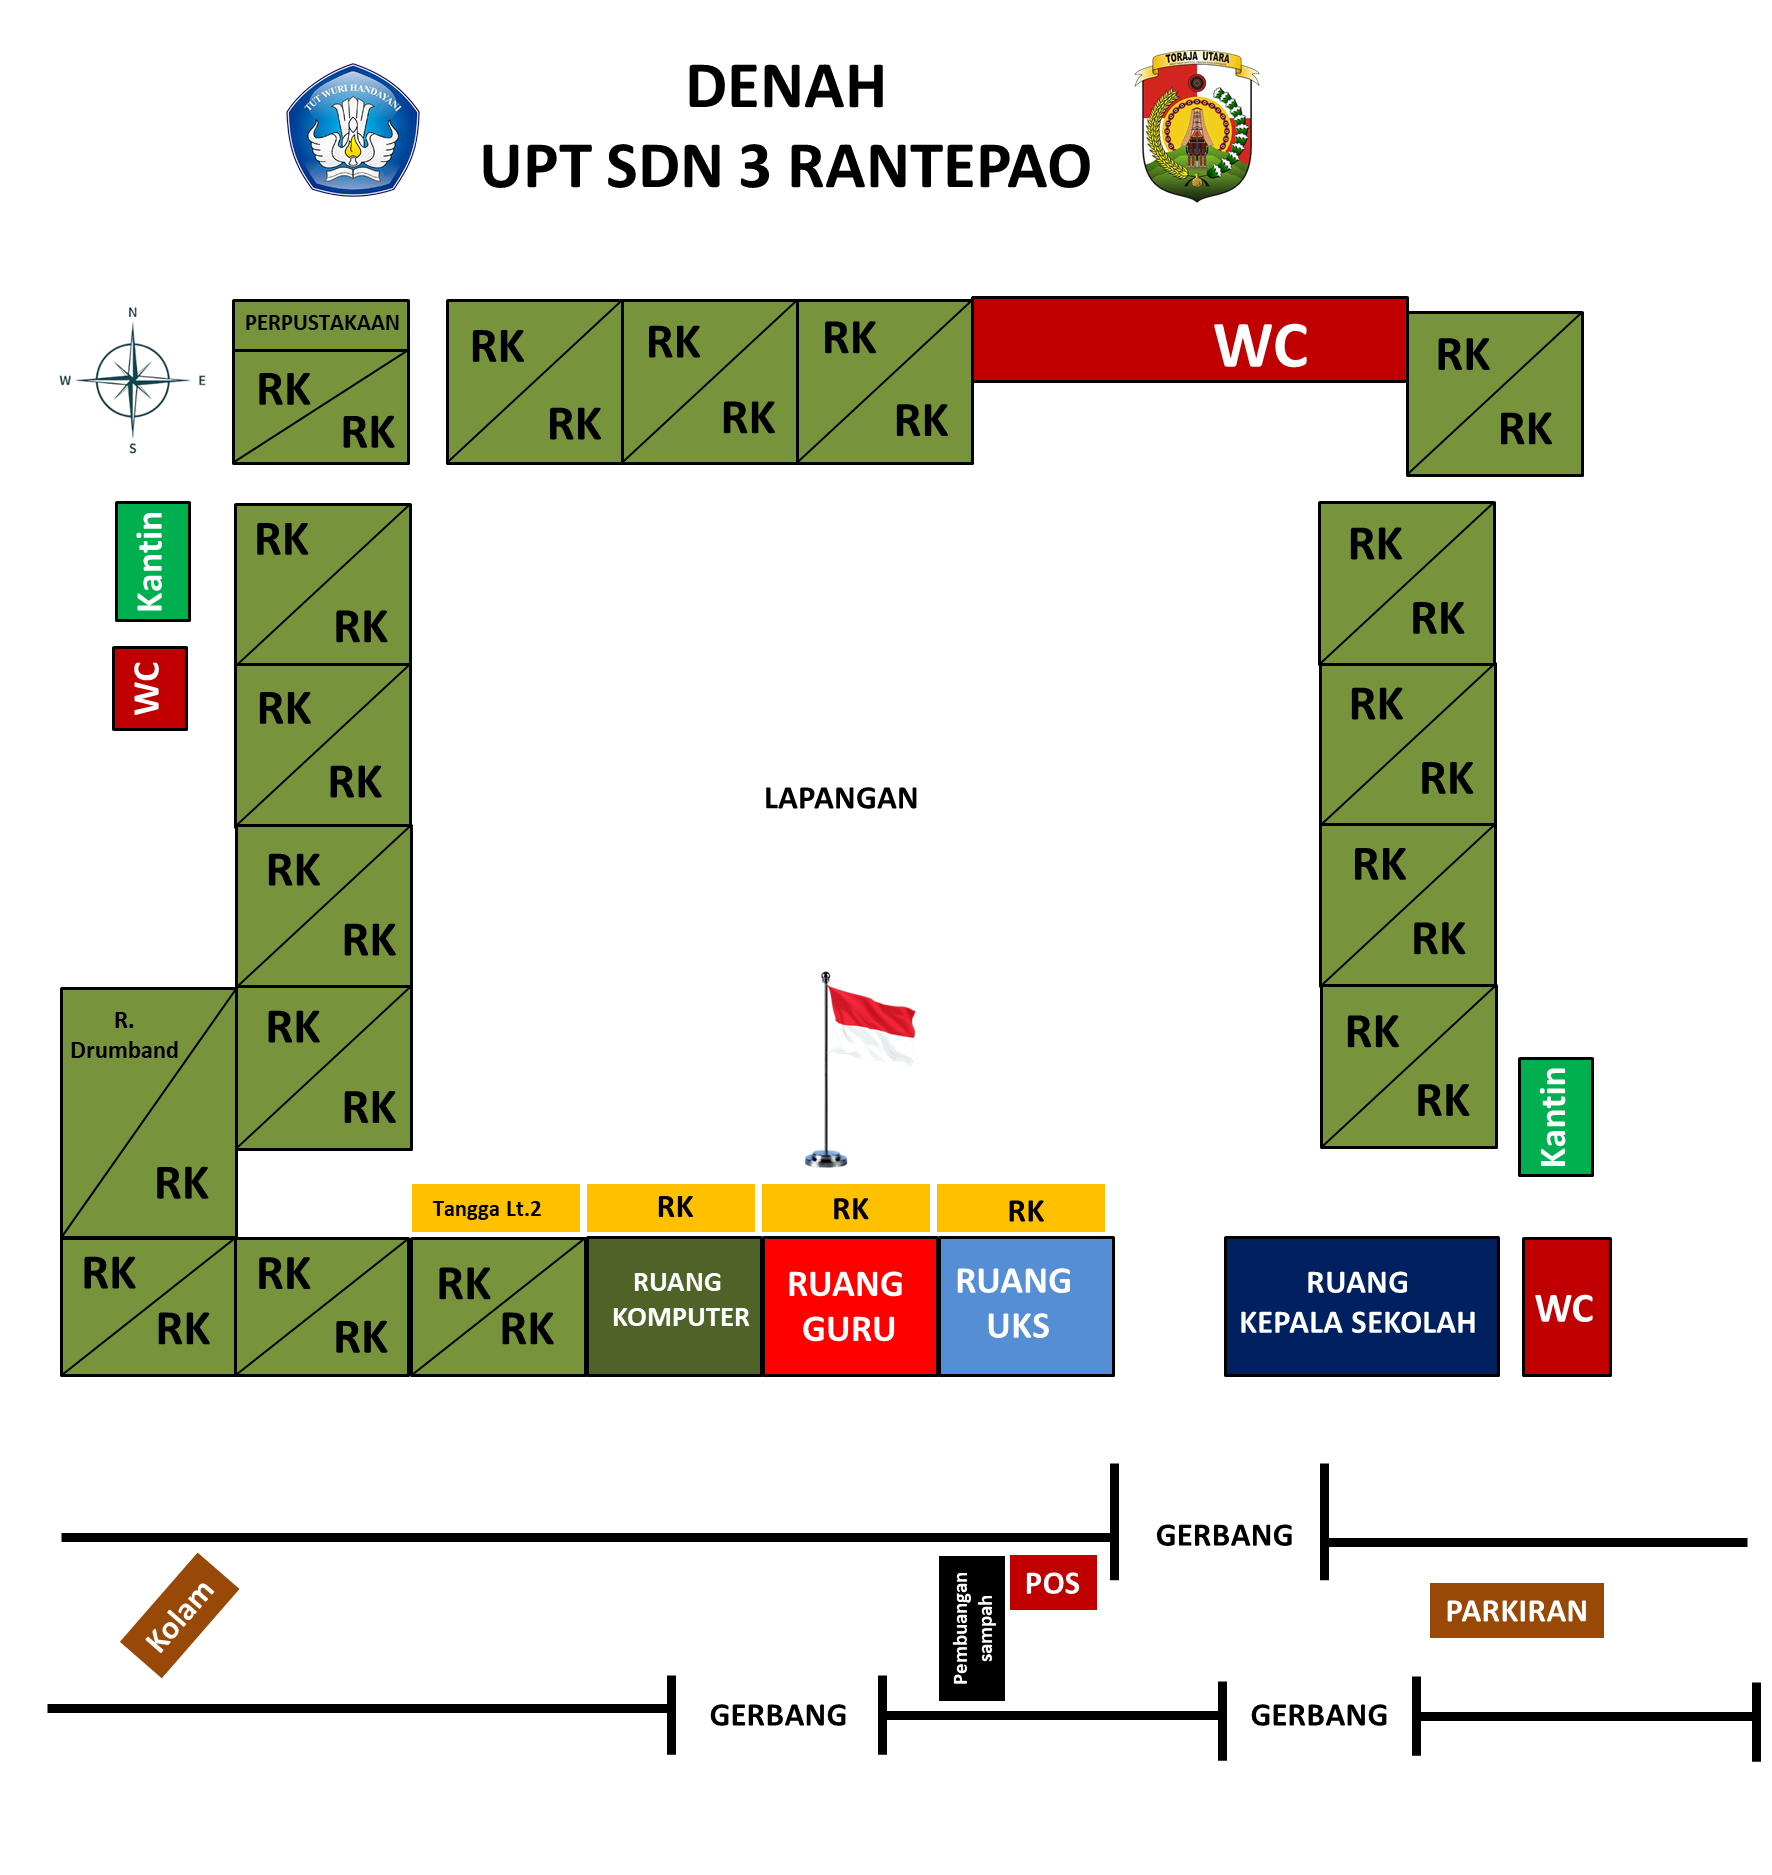 DENAH
UPT SDN 3 RANTEPAO
TUT WURI HANDAYANI
TORAJA UTARA
N
W E
S
PERPUSTAKAAN
RK
RK
RK
RK
RK
RK
RK
RK
WC
RK
RK
Kantin
WC
RK
RK
RK
RK
RK
RK
RK
RK
R.
Drumband
RK
LAPANGAN
RK
RK
RK
RK
RK
RK
RK
RK
Kantin
Tangga Lt.2
RK
RK
RK
RK
RK
RK
RK
RK
RK
RUANG
KOMPUTER
RUANG
GURU
RUANG
UKS
RUANG
KEPALA SEKOLAH
WC
GERBANG
Kolam
Pembuangan
sampah
POS
PARKIRAN
GERBANG
GERBANG